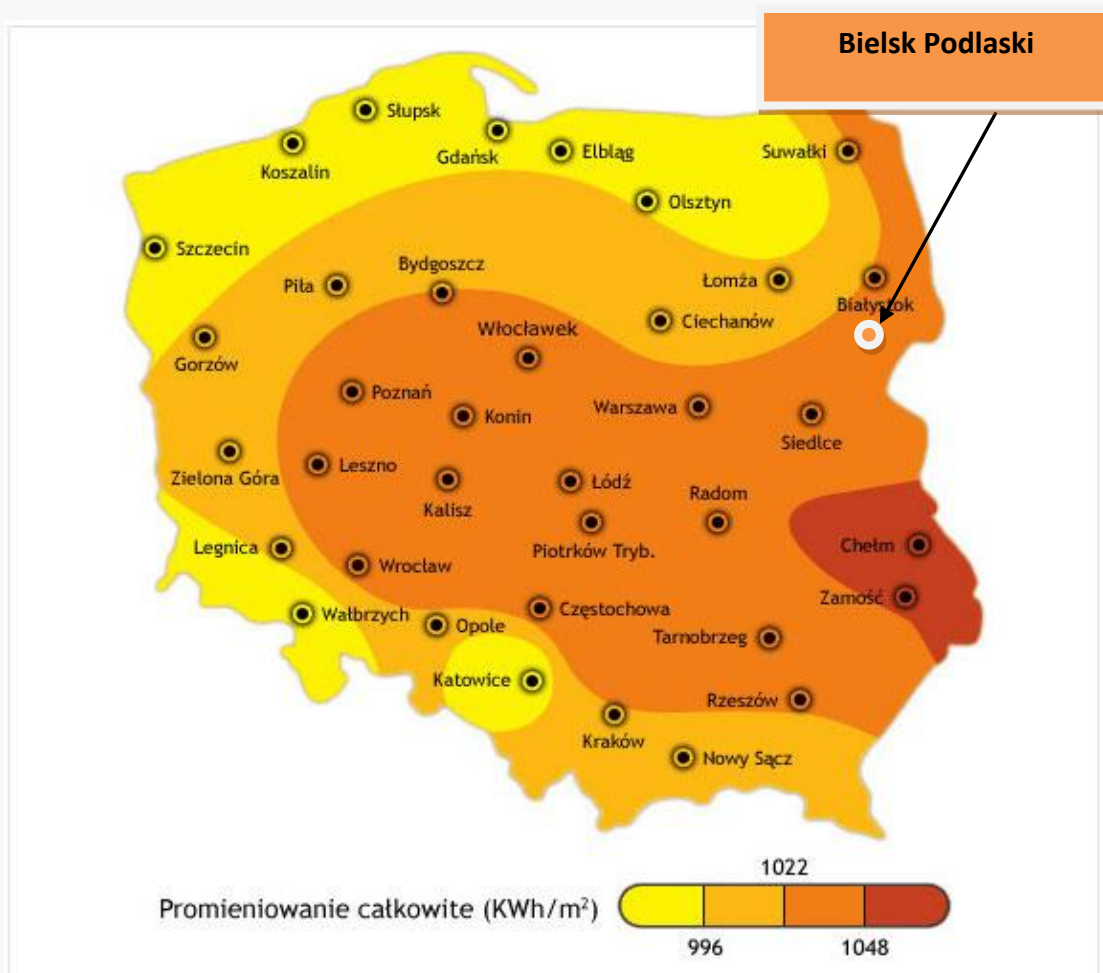 Bielsk Podlaski
Słupsk
Koszalin
Gdańsk
Elbląg
Suwałki
Olsztyn
Szczecin
Bydgoszcz
Piła
Łomża
Białystok
Ciechanów
Włocławek
Gorzów
Poznań
Konin
Warszawa
Siedlce
Zielona Góra
Leszno
Kalisz
Łódź
Radom
Legnica
Wrocław
Piotrków Tryb.
Chełm
Zamość
Wałbrzych
Opole
Częstochowa
Tarnobrzeg
Katowice
Rzeszów
Kraków
Nowy Sącz
1022
Promieniowanie całkowite (KWh/m²)
996 1048